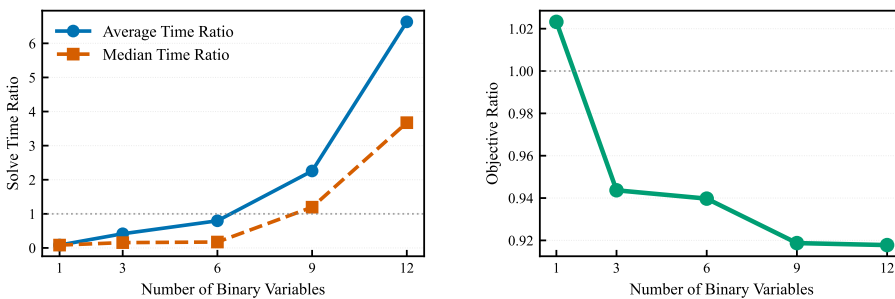 Average Time Ratio
Median Time Ratio
Solve Time Ratio
6
5
4
3
2
1
0
1 3 6 9 12
Number of Binary Variables
Objective Ratio
1.02
1.00
0.98
0.96
0.94
0.92
1 3 6 9 12
Number of Binary Variables